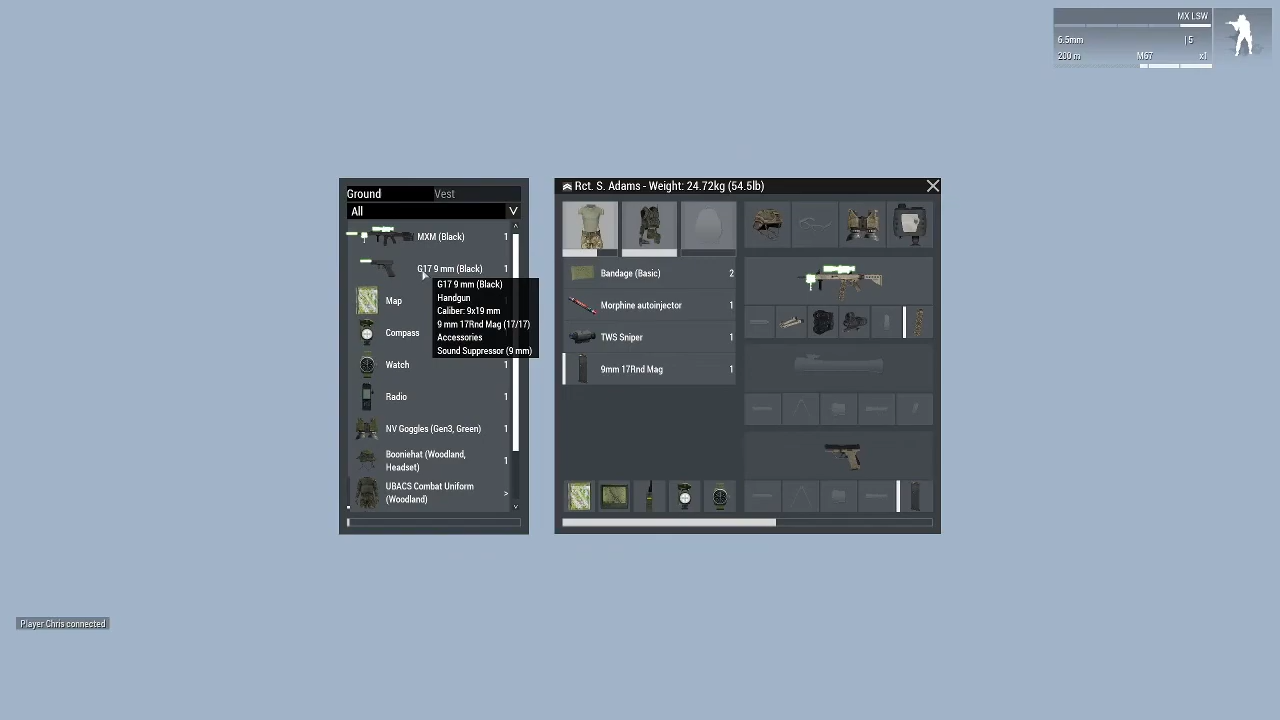 MX LSW
6.5mm | 5
200 m M67 x1
Ground Vest
All
MXM (Black) 1
G17 9 mm (Black) 1
G17 9 mm (Black)
Handgun
Caliber: 9x19 mm
9 mm 17Rnd Mag (17/17)
Accessories
Sound Suppressor (9 mm)
Map
Compass
Watch 1
Radio 1
NV Goggles (Gen3, Green) 1
Booniehat (Woodland,
Headset) 1
UBACS Combat Uniform
(Woodland) >
Rct. S. Adams - Weight: 24.72kg (54.5lb)
Bandage (Basic) 2
Morphine autoinjector 1
TWS Sniper 1
9mm 17Rnd Mag 1
Player Chris connected